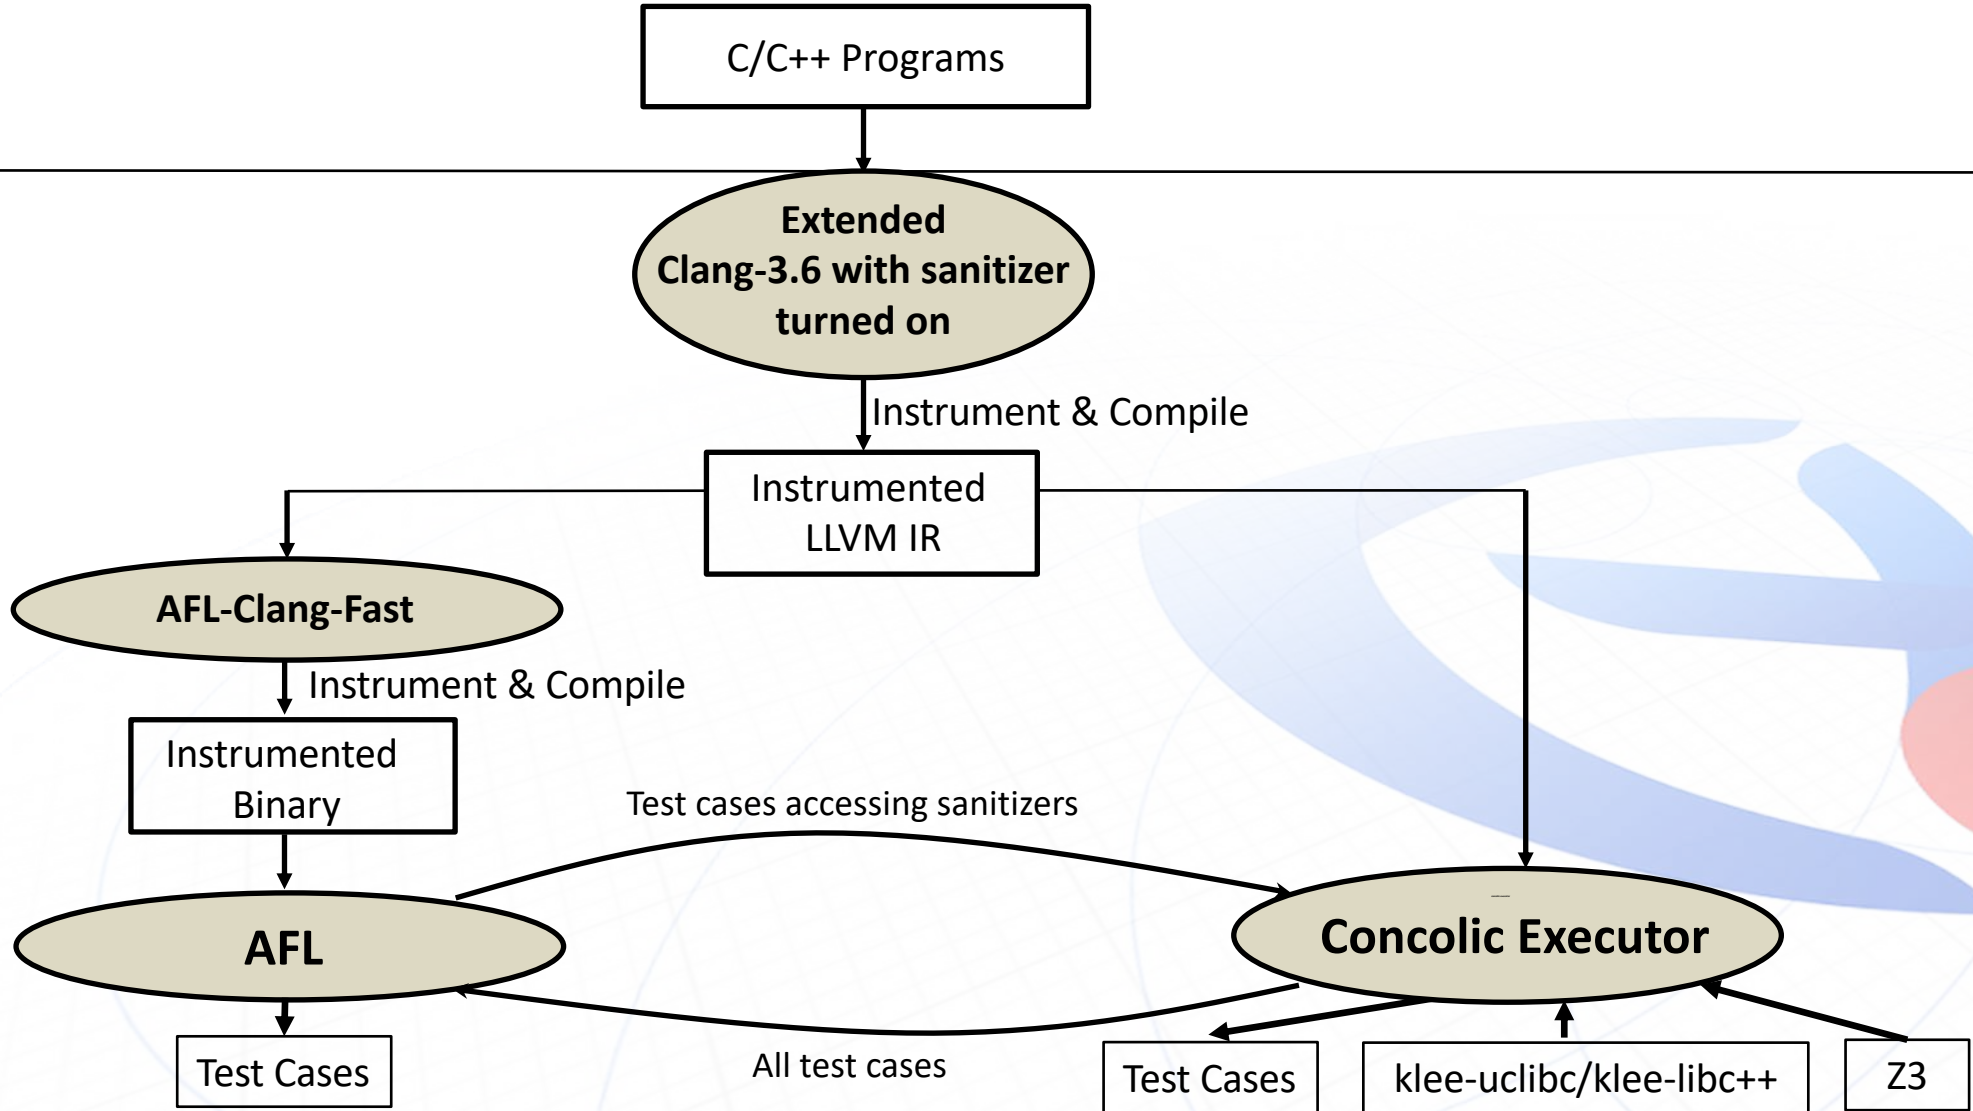 C/C++ Programs
Extended
Clang-3.6 with sanitizer
turned on
Instrument & Compile
Instrumented
LLVM IR
AFL-Clang-Fast
Instrument & Compile
Instrumented
Binary
Test cases accessing sanitizers
AFL
Concolic Executor
All test cases
Test Cases
Test Cases
klee-uclibc/klee-libc++
Z3